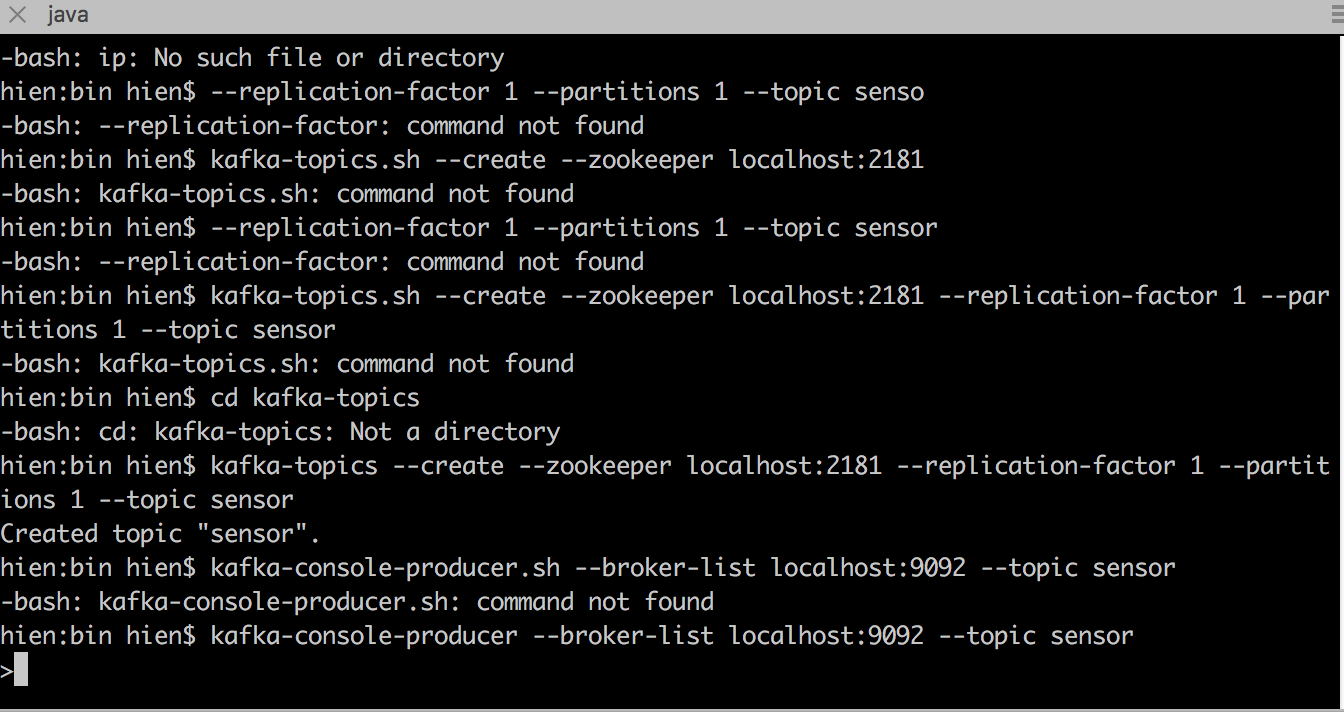 java
-bash: ip: No such file or directory
hien:bin hien$ --replication-factor 1 --partitions 1 --topic senso
-bash: --replication-factor: command not found
hien:bin hien$ kafka-topics.sh --create --zookeeper localhost:2181
-bash: kafka-topics.sh: command not found
hien:bin hien$ --replication-factor 1 --partitions 1 --topic sensor
-bash: --replication-factor: command not found
hien:bin hien$ kafka-topics.sh --create --zookeeper localhost:2181 --replication-factor 1 --par
titions 1 --topic sensor
-bash: kafka-topics.sh: command not found
hien:bin hien$ cd kafka-topics
-bash: cd: kafka-topics: Not a directory
hien:bin hien$ kafka-topics --create --zookeeper localhost:2181 --replication-factor 1 --partit
ions 1 --topic sensor
Created topic "sensor".
hien:bin hien$ kafka-console-producer.sh --broker-list localhost:9092 --topic sensor
-bash: kafka-console-producer.sh: command not found
hien:bin hien$ kafka-console-producer --broker-list localhost:9092 --topic sensor
>